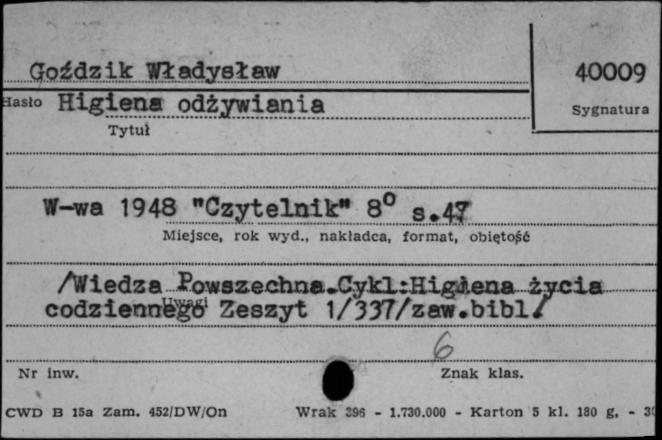 Goździk Władysław
40009
Hasło Higiena odżywiania
Sygnatura
Tytuł
W-wa 1948 "Czytelnik" 8⁰ s.47
Miejsce, rok wyd., nakładca, format, objętość
/Wiedza Powszechna.Cykl:Higiena życia
Uwagi
codziennego Zeszyt 1/337/zaw.bibl/
6
Nr inw.
Znak klas.
CWD B 15a Zam. 452/DW/On Wrak 396 - 1.730.000 - Karton 5 kl. 180 g, - 30